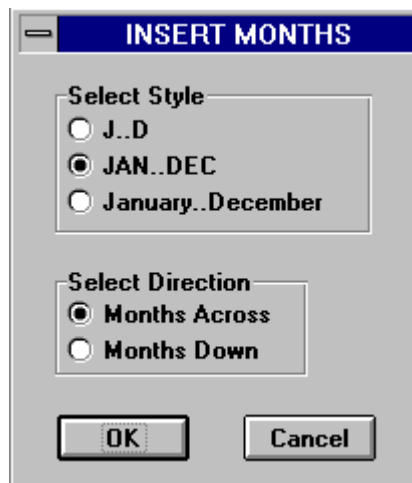 INSERT MONTHS
Select Style
J..D
JAN..DEC
January..December
Select Direction
Months Across
Months Down
OK Cancel